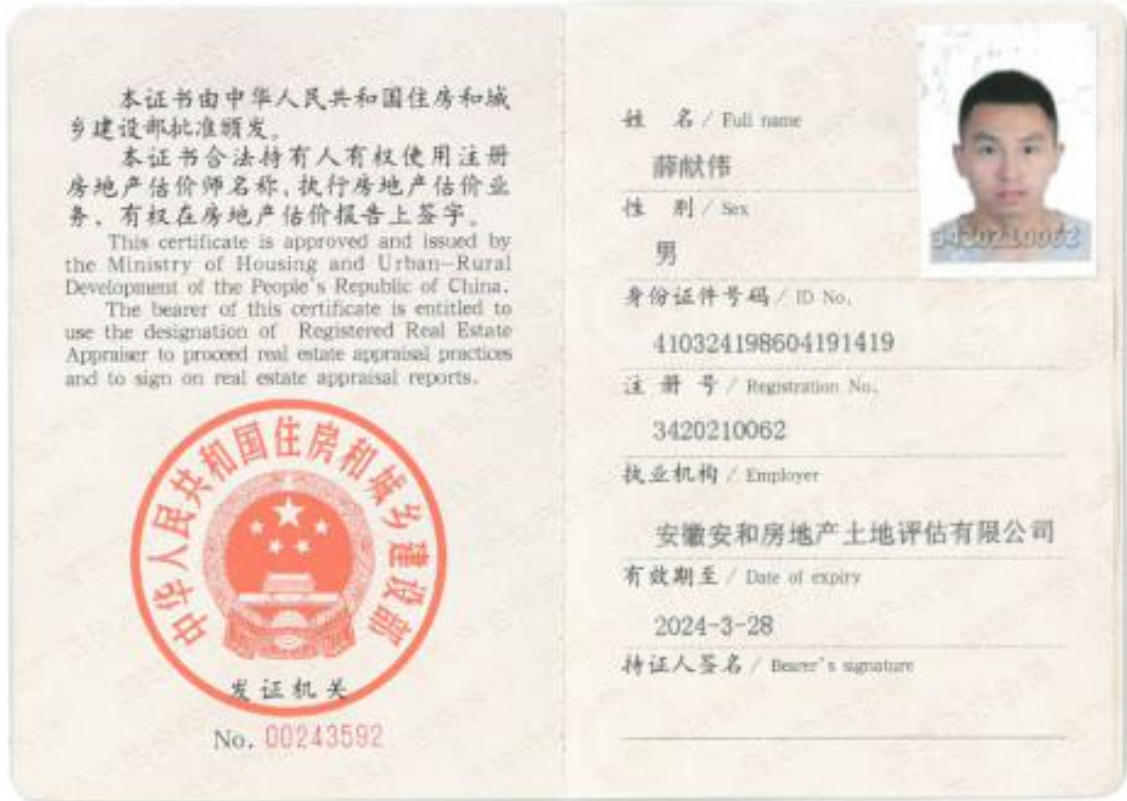 本证书由中华人民共和国住房和城
乡建设部批准颁发。
本证书合法持有人有权使用注册
房地产估价师名称、执行房地产估价业
务、有权在房地产估价报告上签字。
This certificate is approved and issued by
the Ministry of Housing and Urban-Rural
Development of the People's Republic of China.
The bearer of this certificate is entitled to
use the designation of Registered Real Estate
Appraiser to proceed real estate appraisal practices
and to sign on real estate appraisal reports.
中华人民共和国住房和城乡建设部
发证机关
No. 00243592
姓 名 / Full name
薛献伟
性 别 / Sex
男
身份证件号码 / ID No.
410324198604191419
注 册 号 / Registration No.
3420210062
执业机构 / Employer
安徽安和房地产土地评估有限公司
有效期至 / Date of expiry
2024-3-28
持证人签名 / Bearer's signature
3420210062